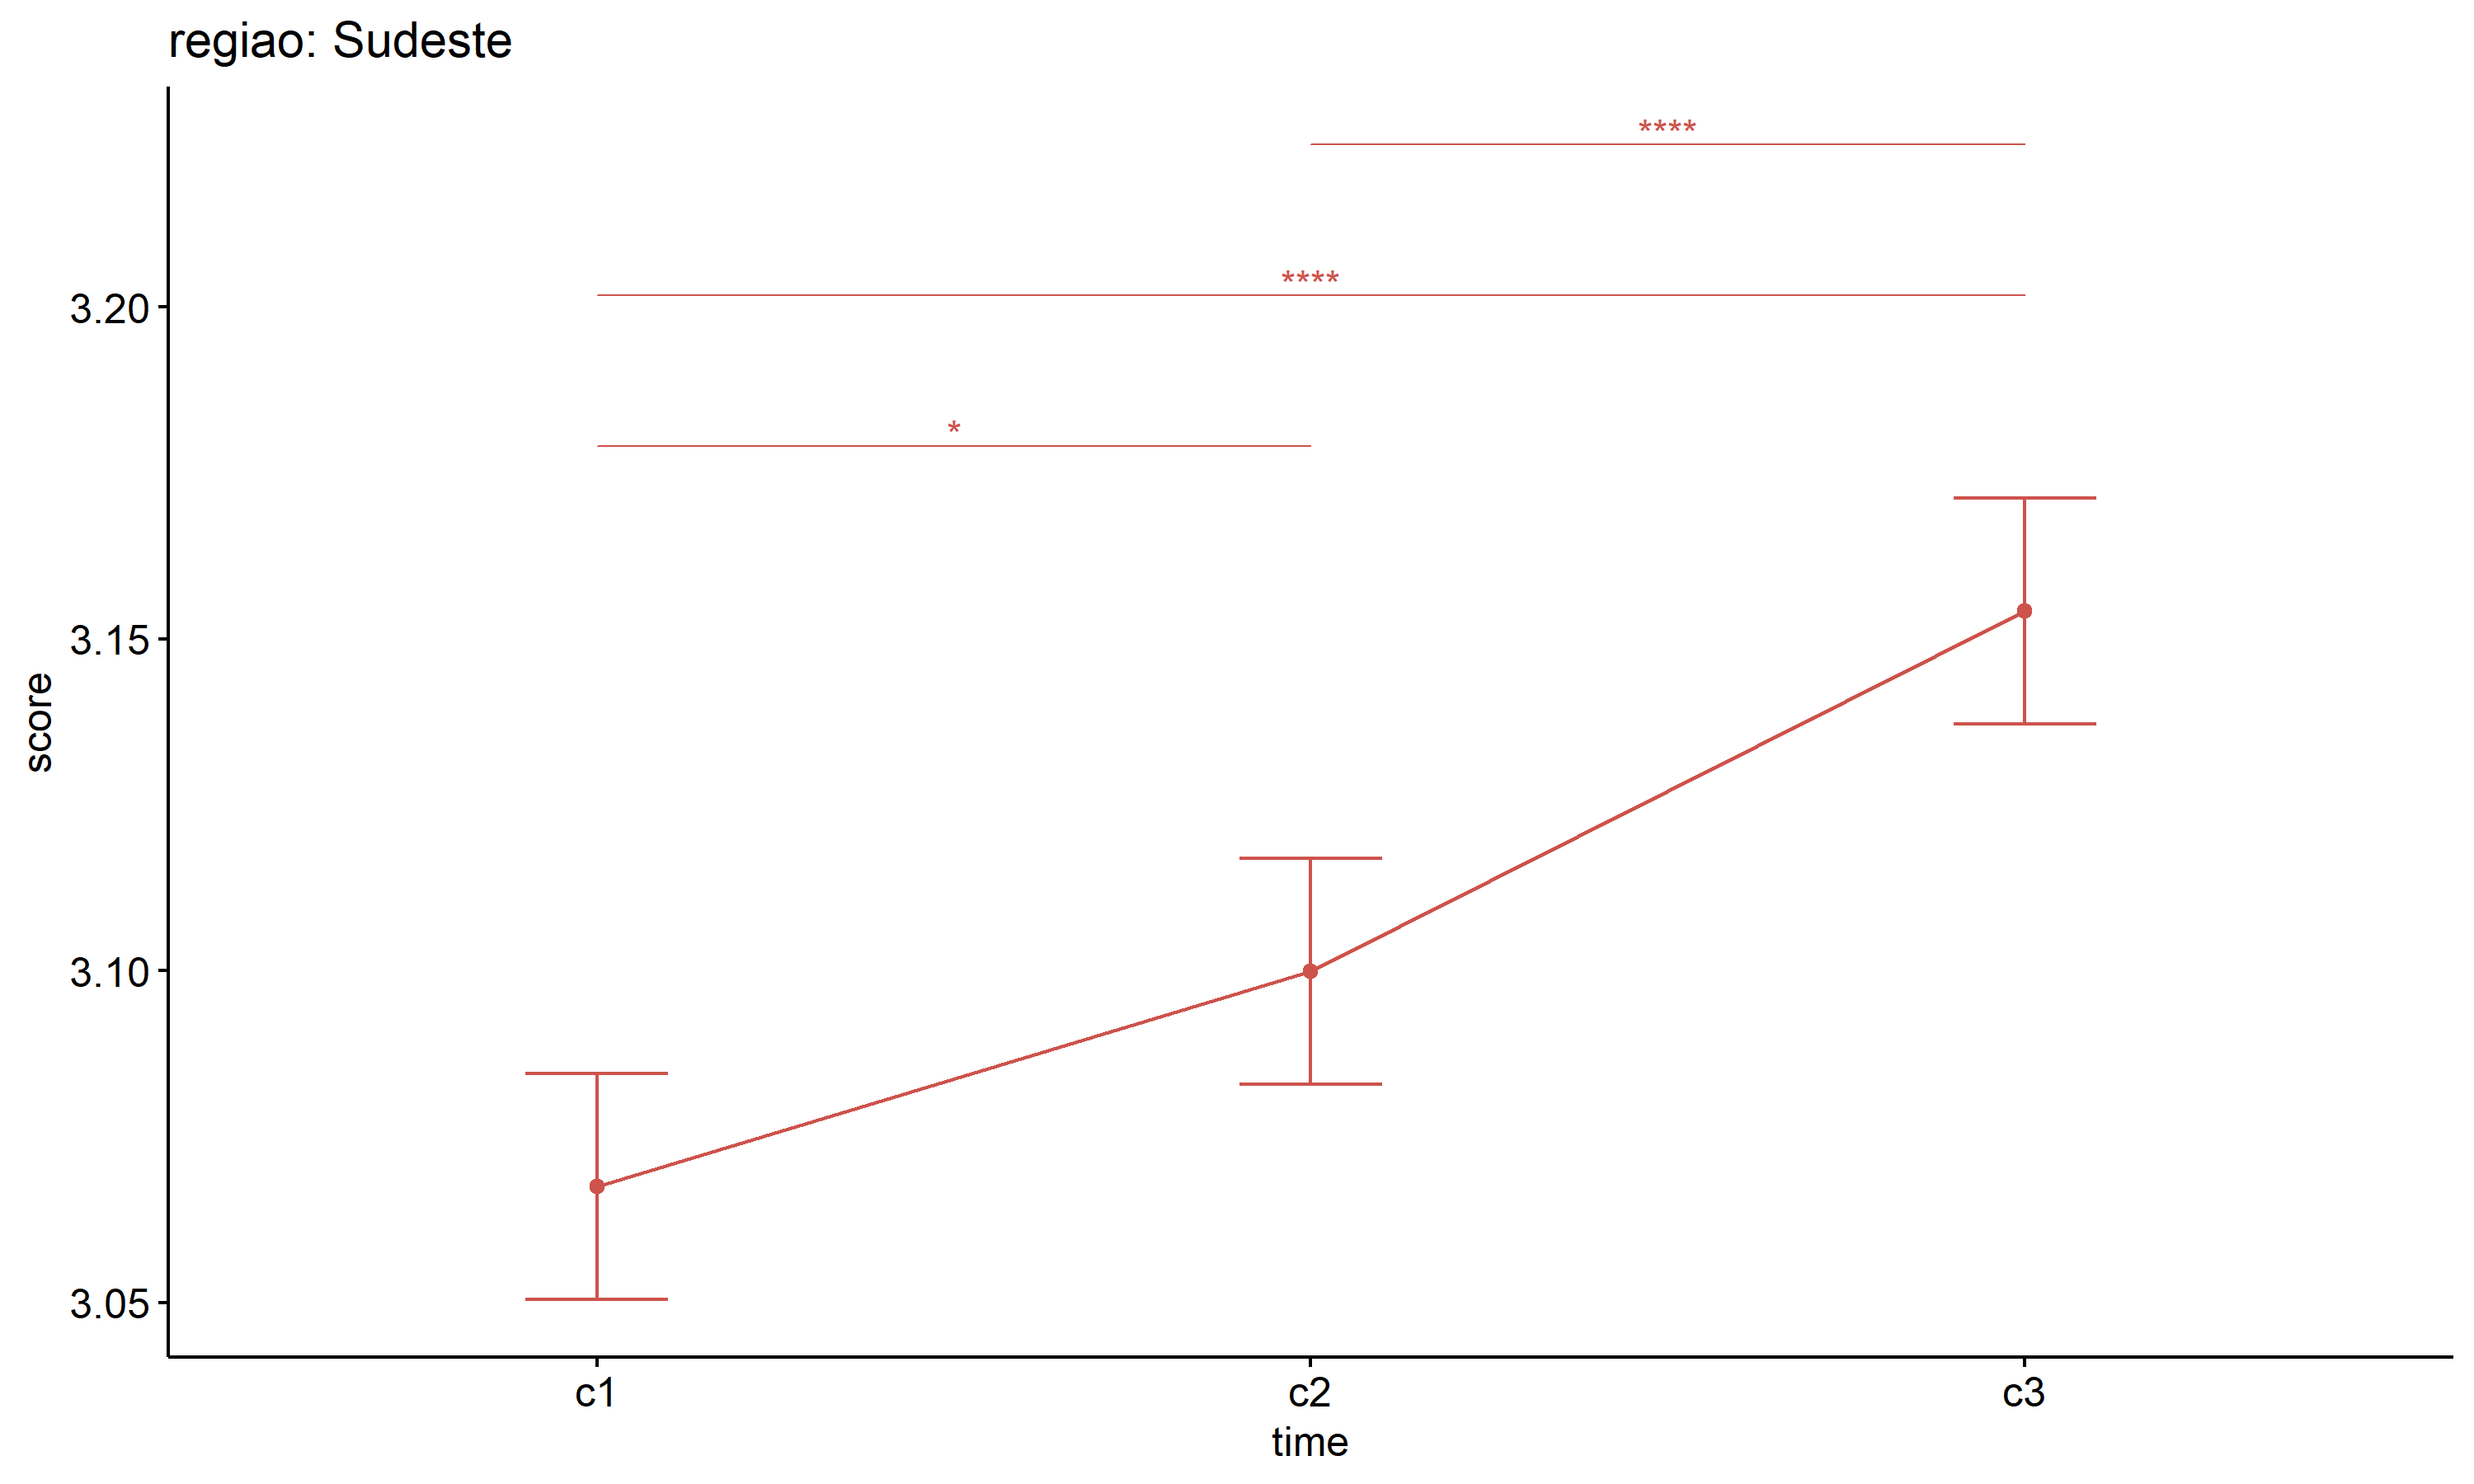 regiao: Sudeste
****
****
*
3.20
3.15
3.10
3.05
score
c1 c2 c3
time